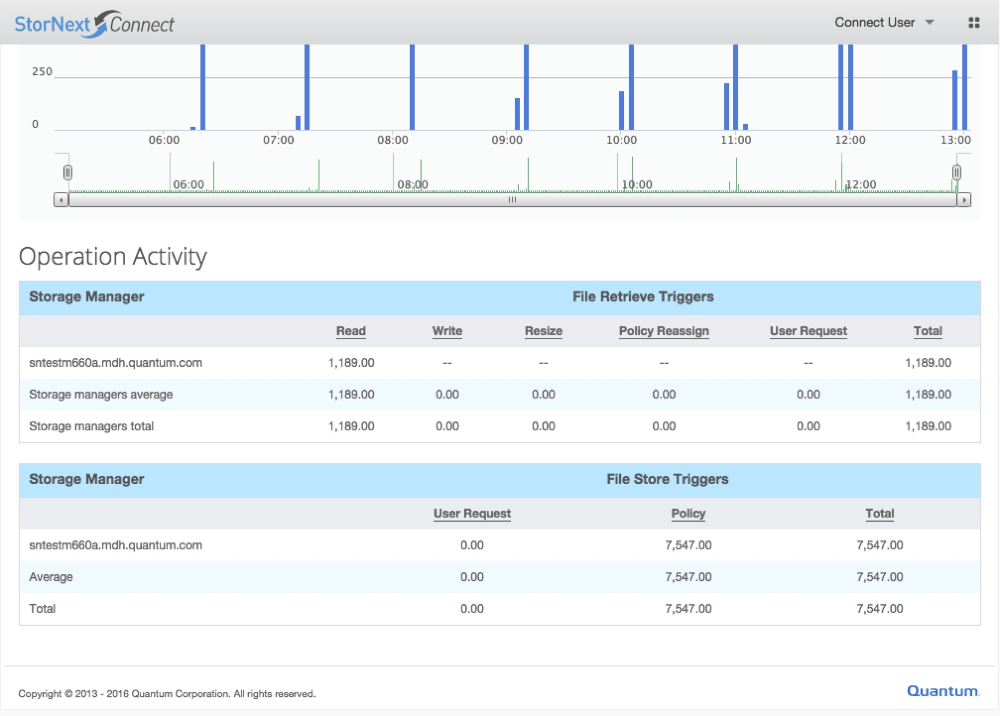 StorNext Connect
Connect User
250
0
06:00 07:00 08:00 09:00 10:00 11:00 12:00 13:00
06:00 08:00 10:00 12:00
Operation Activity
Storage Manager File Retrieve Triggers
Read Write Resize Policy Reassign User Request Total
sntestm660a.mdh.quantum.com 1,189.00 -- -- -- -- 1,189.00
Storage managers average 1,189.00 0.00 0.00 0.00 0.00 1,189.00
Storage managers total 1,189.00 0.00 0.00 0.00 0.00 1,189.00
Storage Manager File Store Triggers
User Request Policy Total
sntestm660a.mdh.quantum.com 0.00 7,547.00 7,547.00
Average 0.00 7,547.00 7,547.00
Total 0.00 7,547.00 7,547.00
Copyright © 2013 - 2016 Quantum Corporation. All rights reserved.
Quantum